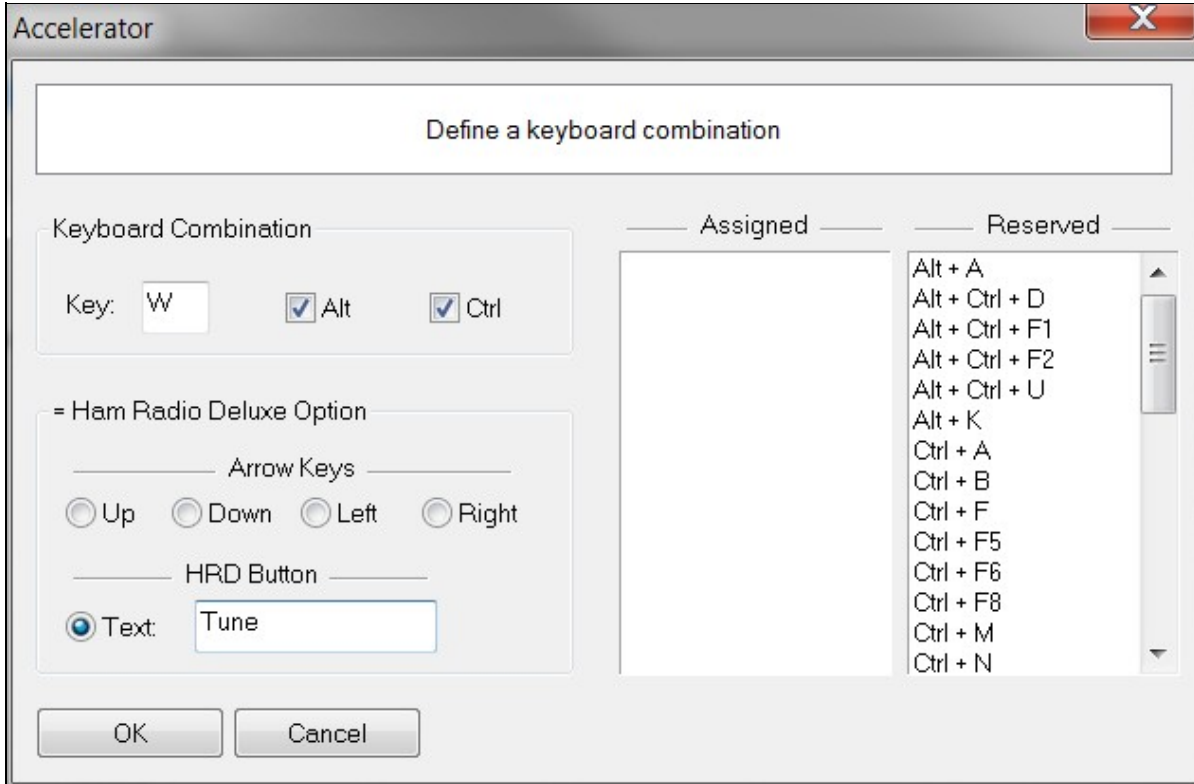 Accelerator
Define a keyboard combination
Keyboard Combination
Key: W Alt Ctrl
= Ham Radio Deluxe Option
Arrow Keys
Up Down Left Right
HRD Button
Text: Tune
OK Cancel
Assigned
Reserved
Alt + A
Alt + Ctrl + D
Alt + Ctrl + F1
Alt + Ctrl + F2
Alt + Ctrl + U
Alt + K
Ctrl + A
Ctrl + B
Ctrl + F
Ctrl + F5
Ctrl + F6
Ctrl + F8
Ctrl + M
Ctrl + N